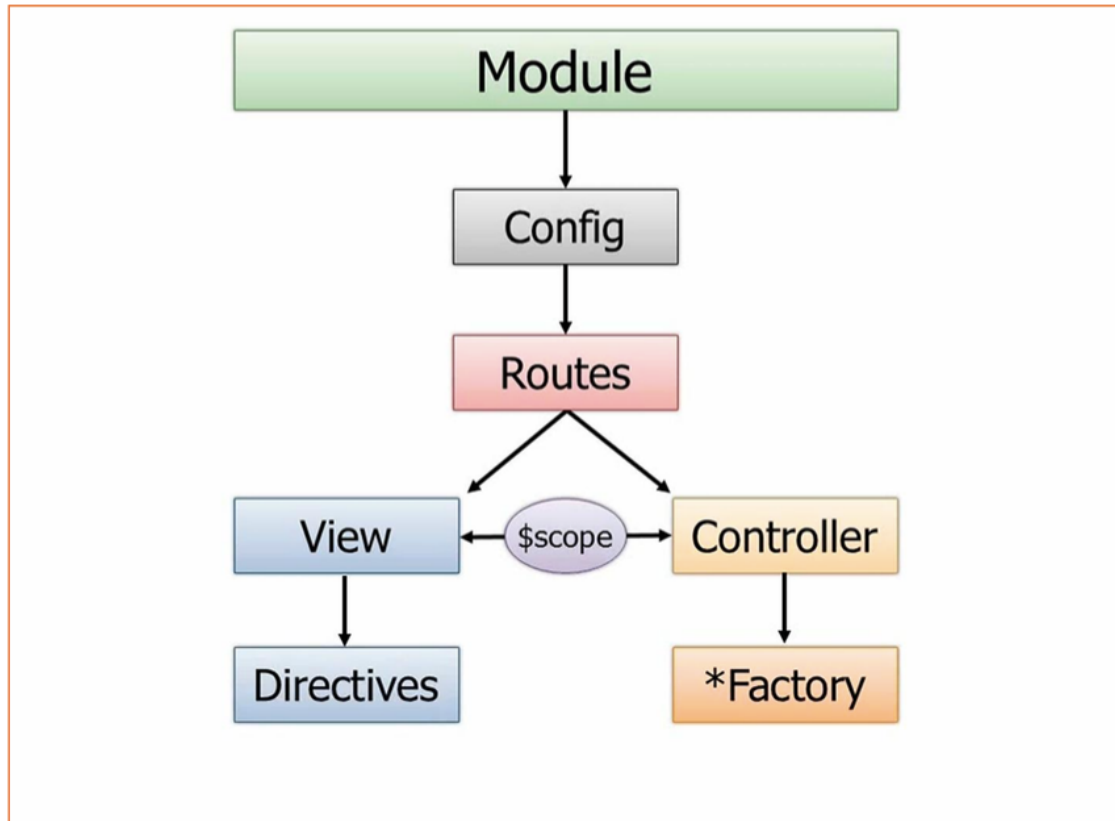 Module
Config
Routes
View
$scope
Controller
Directives
*Factory